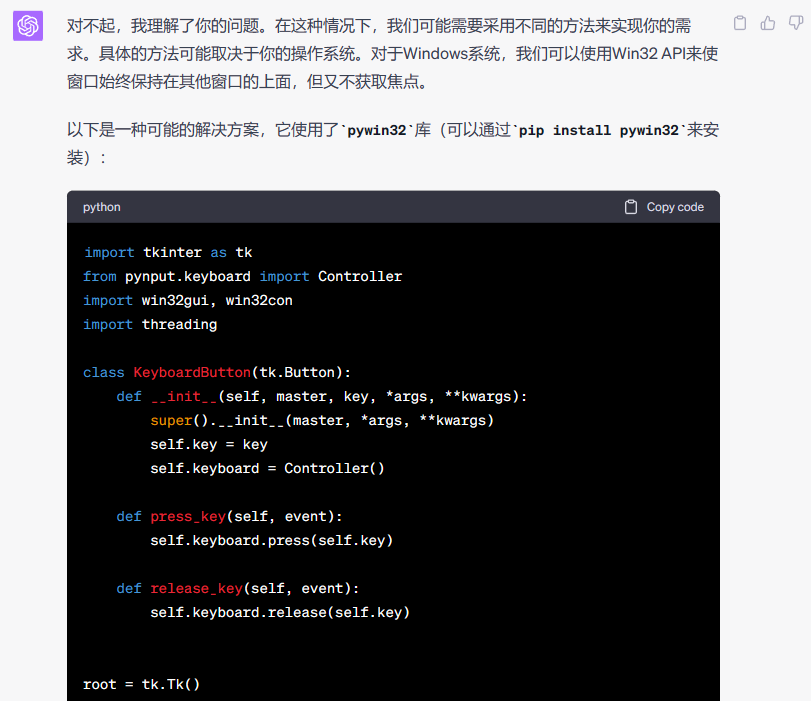 对不起，我理解了你的问题。在这种情况下，我们可能需要采用不同的方法来实现你的需
求。具体的方法可能取决于你的操作系统。对于Windows系统，我们可以使用Win32 API来使
窗口始终保持在其他窗口的上面，但又不获取焦点。
以下是一种可能的解决方案，它使用了`pywin32`库（可以通过`pip install pywin32`来安
装）：
python Copy code
import tkinter as tk
from pynput.keyboard import Controller
import win32gui, win32con
import threading
class KeyboardButton(tk.Button):
    def __init__(self, master, key, *args, **kwargs):
        super().__init__(master, *args, **kwargs)
        self.key = key
        self.keyboard = Controller()
    def press_key(self, event):
        self.keyboard.press(self.key)
    def release_key(self, event):
        self.keyboard.release(self.key)
root = tk.Tk()